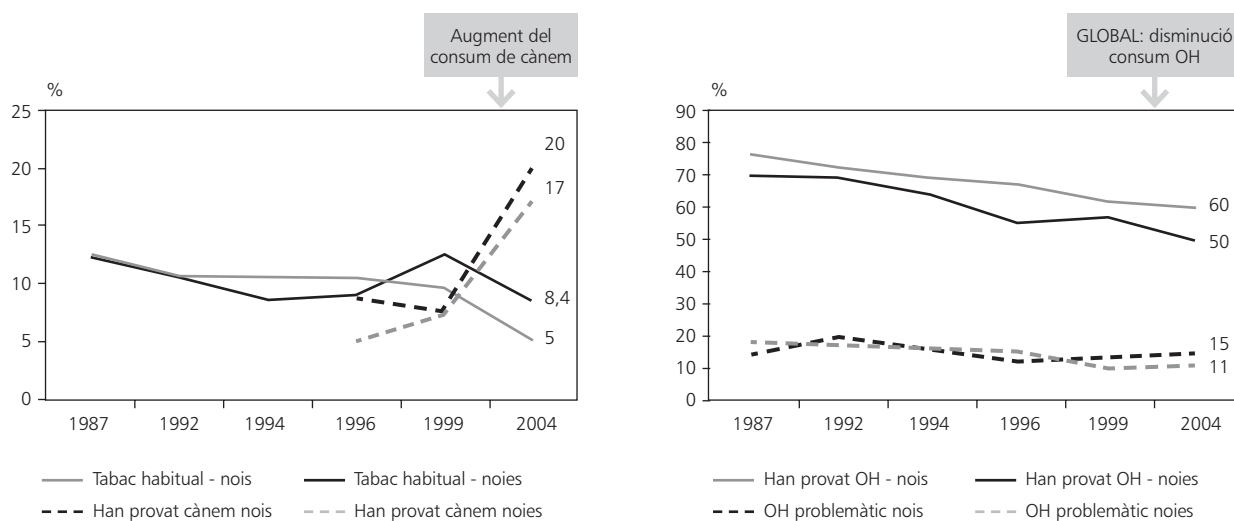 Augment del
consum de cànem
%
25
20
15
10
5
0
20
17
8,4
5
1987 1992 1994 1996 1999 2004
Tabac habitual - nois Tabac habitual - noies
Han provat cànem nois Han provat cànem noies
GLOBAL: disminució
consum OH
%
90
80
70
60
50
40
30
20
10
0
60
50
15
11
1987 1992 1994 1996 1999 2004
Han provat OH - nois Han provat OH - noies
OH problemàtic nois OH problemàtic noies